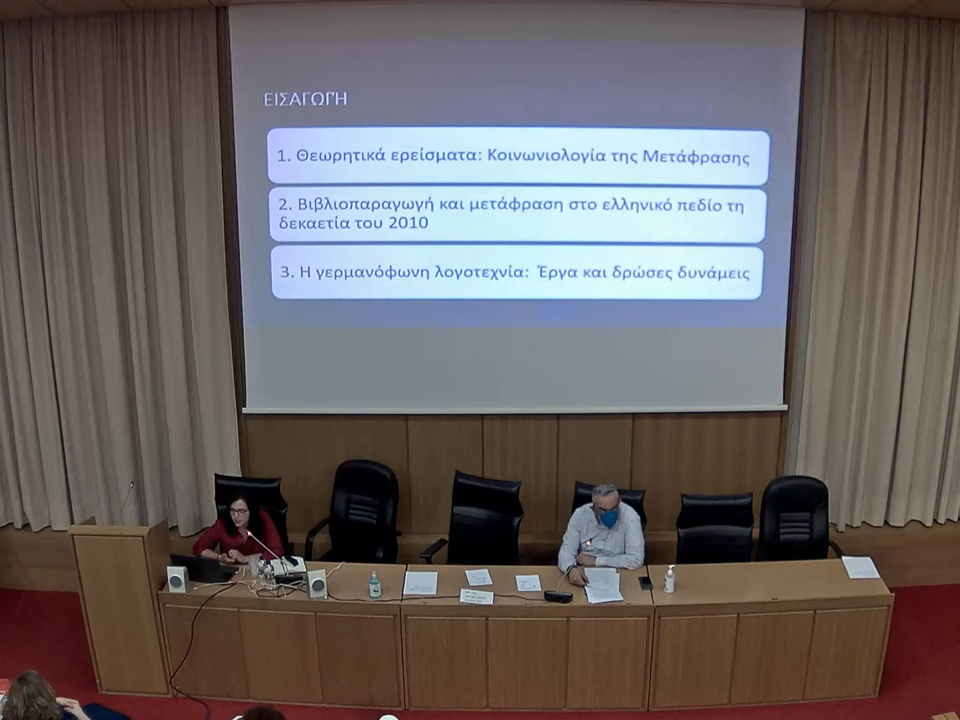 ΕΙΣΑΓΩΓΉ
1. Θεωρητικά ερείσματα: Κοινωνιολογία της Μετάφρασης
2. Βιβλιοπαραγωγή και μετάφραση στο ελληνικό πεδίο τη
δεκαετία του 2010
3. Η γερμανόφωνη λογοτεχνία: Έργα και δρώσες δυνάμεις